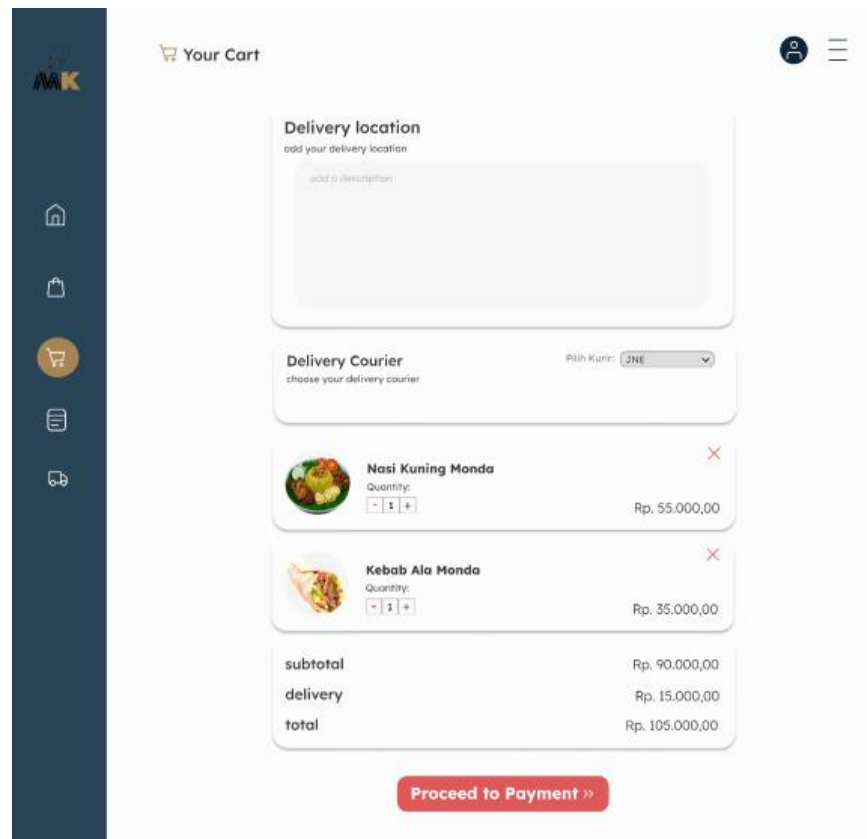 MK
Your Cart
Delivery location
add your delivery location
add a description
Delivery Courier
choose your delivery courier
Pilih Kurir: JNE
Nasi Kuning Monda
Quantity:
- 1 +
Rp. 55.000,00
Kebab Ala Monda
Quantity:
- 1 +
Rp. 35.000,00
subtotal Rp. 90.000,00
delivery Rp. 15.000,00
total Rp. 105.000,00
Proceed to Payment »